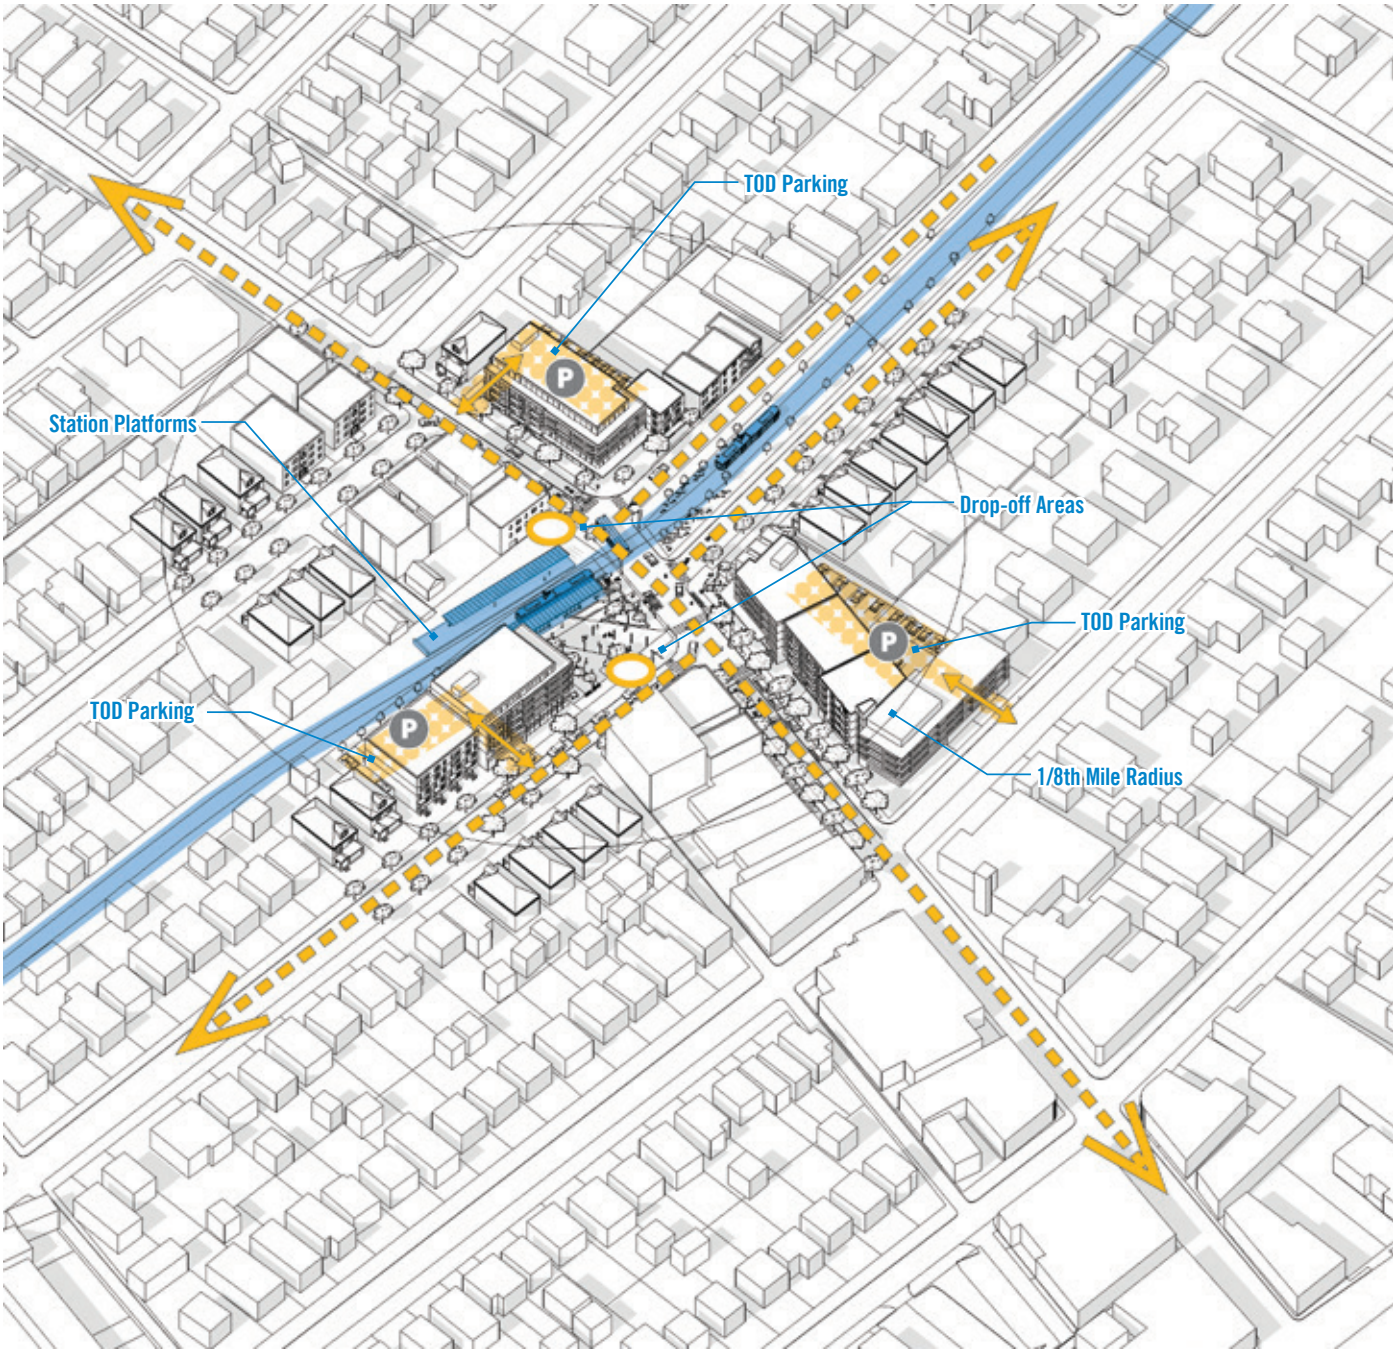 TOD Parking
P
Station Platforms
Drop-off Areas
P
TOD Parking
TOD Parking
P
1/8th Mile Radius